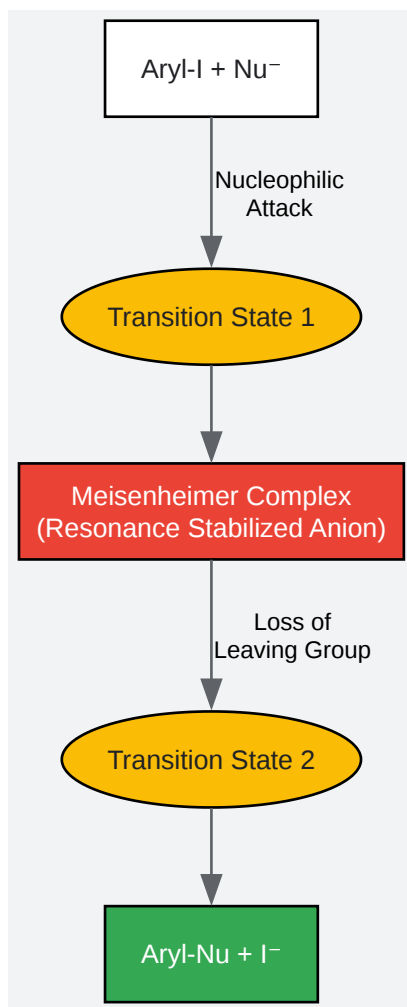 Aryl-I + Nu⁻
Nucleophilic
Attack
Transition State 1
Meisenheimer Complex
(Resonance Stabilized Anion)
Loss of
Leaving Group
Transition State 2
Aryl-Nu + I⁻